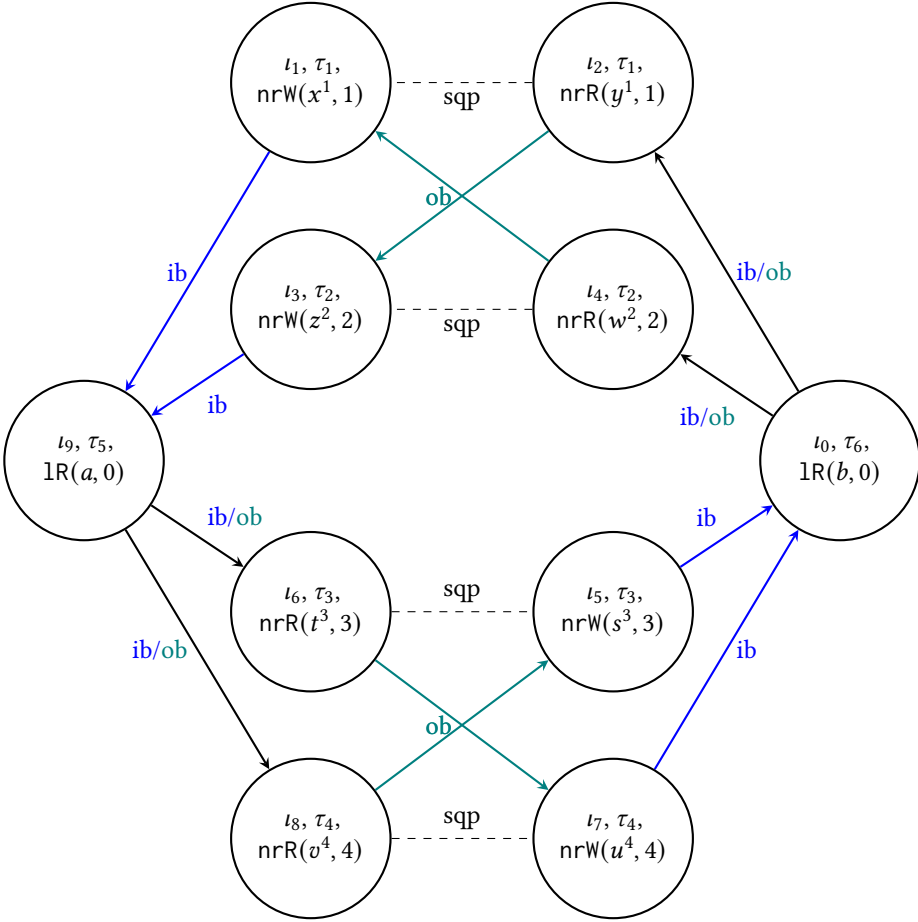 ι₁, τ₁,
nrW(x¹, 1)
ι₂, τ₁,
nrR(y¹, 1)
sqp
ob
ib
ib/ob
ι₃, τ₂,
nrW(z², 2)
ι₄, τ₂,
nrR(w², 2)
sqp
ib
ib/ob
ι₉, τ₅,
lR(a, 0)
ι₀, τ₆,
lR(b, 0)
ib/ob
ib
ι₆, τ₃,
nrR(t³, 3)
sqp
ι₅, τ₃,
nrW(s³, 3)
ib/ob
ib
ob
ι₈, τ₄,
nrR(v⁴, 4)
sqp
ι₇, τ₄,
nrW(u⁴, 4)